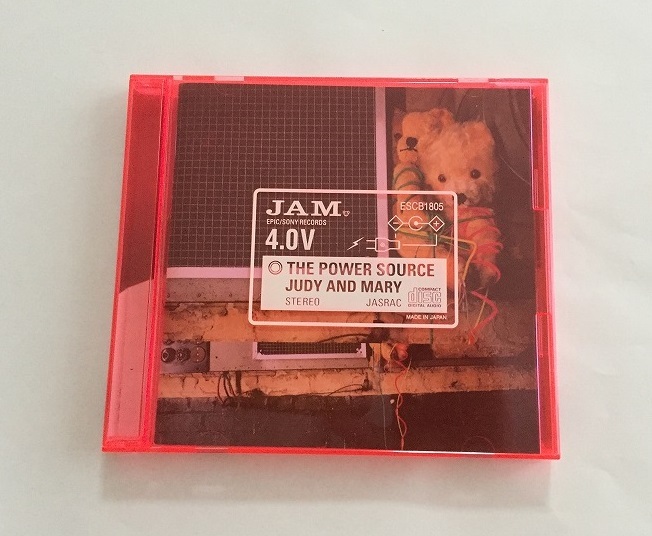 JAM
ESCB1805
EPIC/SONY RECORDS
4.0V
− +
THE POWER SOURCE
JUDY AND MARY
STEREO JASRAC
COMPACT
disc
DIGITAL AUDIO
MADE IN JAPAN